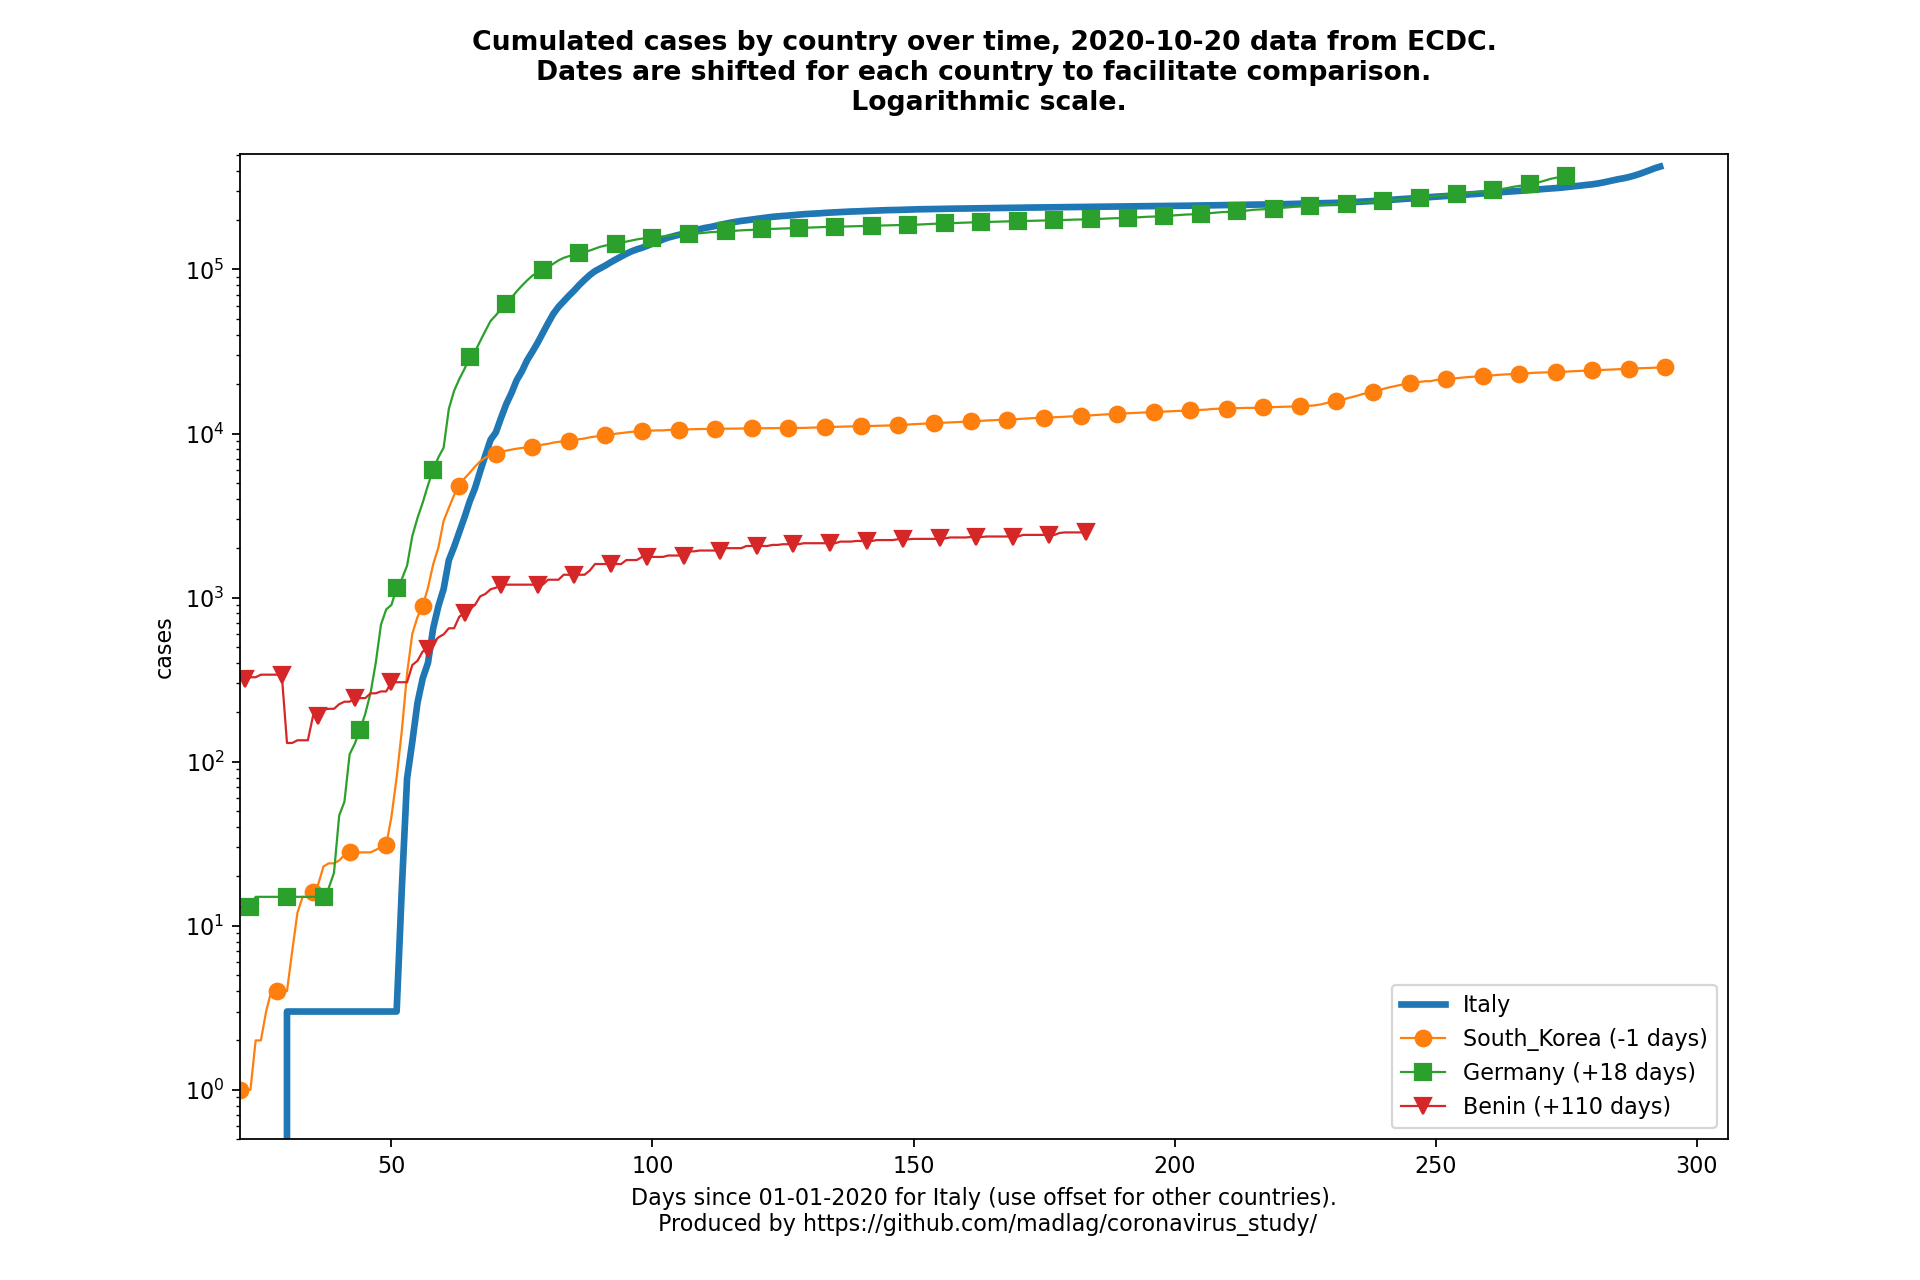 Cumulated cases by country over time, 2020-10-20 data from ECDC.
Dates are shifted for each country to facilitate comparison.
Logarithmic scale.
cases
10^5
10^4
10^3
10^2
10^1
10^0
Italy
South_Korea (-1 days)
Germany (+18 days)
Benin (+110 days)
50 100 150 200 250 300
Days since 01-01-2020 for Italy (use offset for other countries).
Produced by https://github.com/madlag/coronavirus_study/